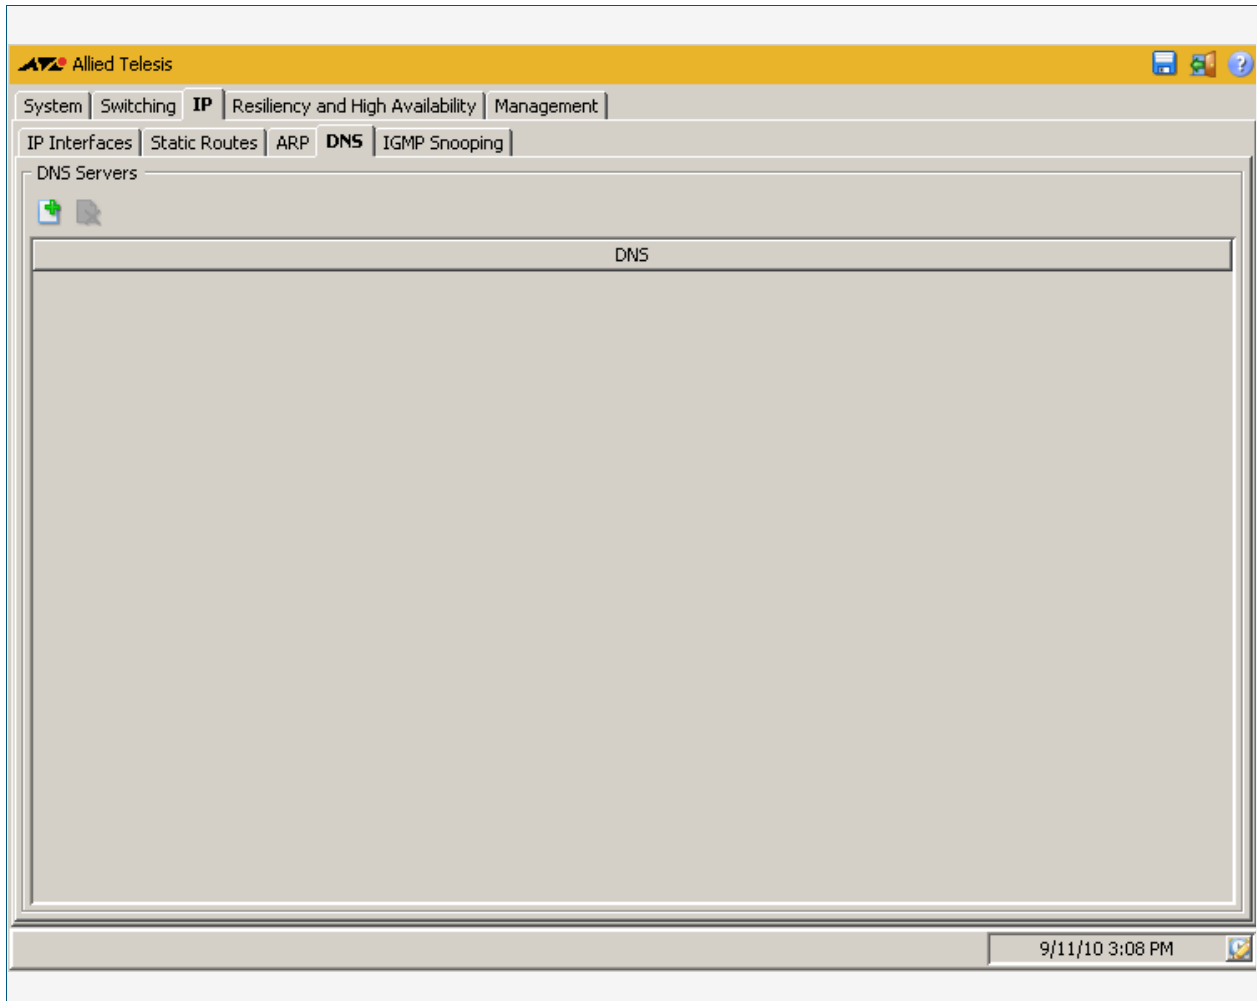 Allied Telesis
System Switching IP Resiliency and High Availability Management
IP Interfaces Static Routes ARP DNS IGMP Snooping
DNS Servers
DNS
9/11/10 3:08 PM